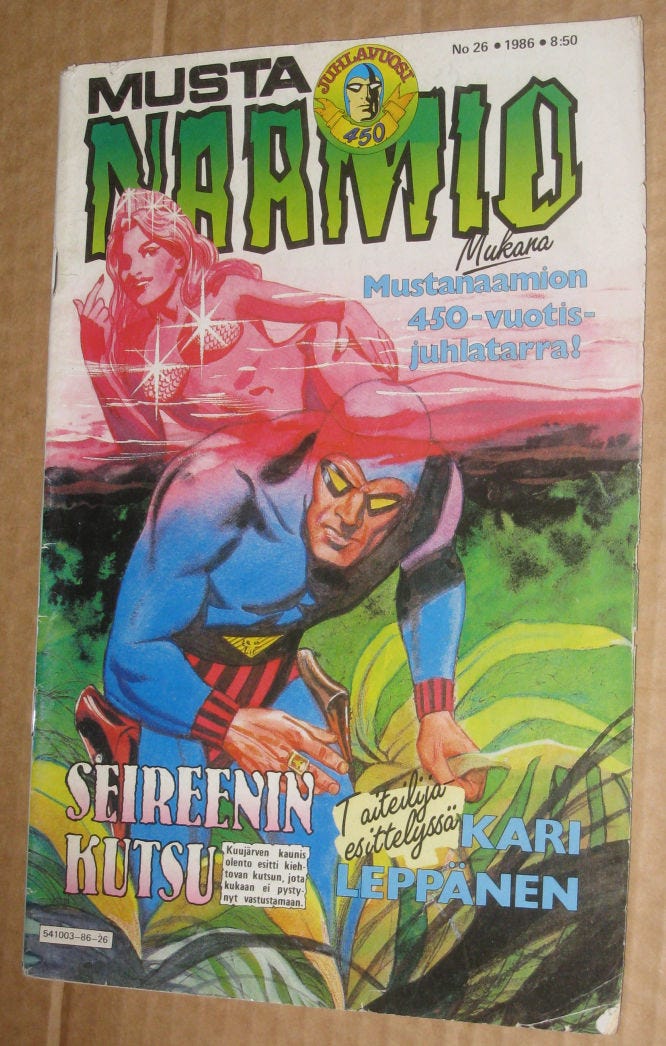 No 26 • 1986 • 8:50
MUSTA
JUHLAVUOSI
450
NAAMIO
Mukana
Mustanaamion
450-vuotis-
juhlatarra!
SEIREENIN
KUTSU
Kuujärven kaunis
olento esitti kieh-
tovan kutsun, jota
kukaan ei pysty-
nyt vastustamaan.
Taiteilija-
esittelyssä
KARI
LEPPÄNEN
541003-86-26